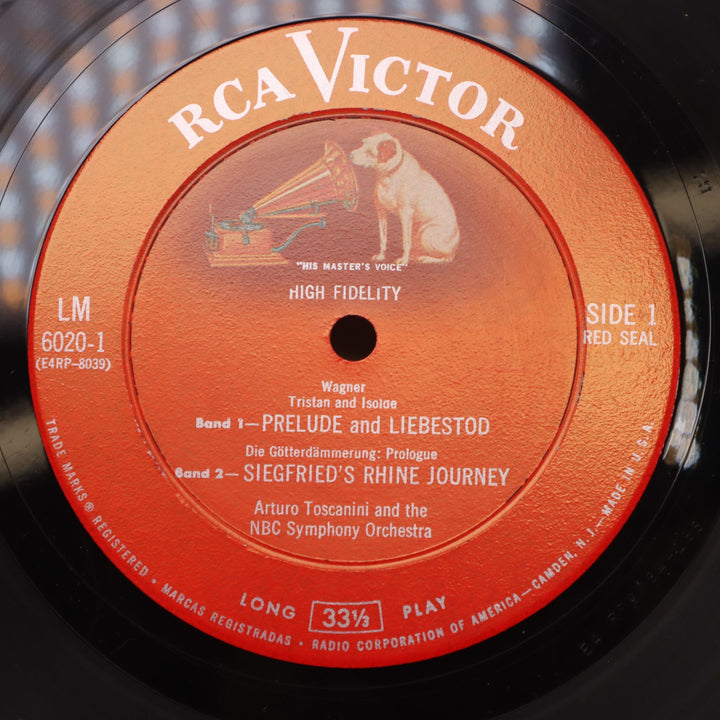 RCA VICTOR
"HIS MASTER'S VOICE"
HIGH FIDELITY
LM
6020-1
(E4RP-8039)
SIDE 1
RED SEAL
Wagner
Tristan and Isolde
Band 1—PRELUDE and LIEBESTOD
Die Götterdämmerung: Prologue
Band 2—SIEGFRIED'S RHINE JOURNEY
Arturo Toscanini and the
NBC Symphony Orchestra
LONG 33⅓ PLAY
TRADE MARKS ® REGISTERED • MARCAS REGISTRADAS • RADIO CORPORATION OF AMERICA—CAMDEN, N.J.—MADE IN U.S.A.